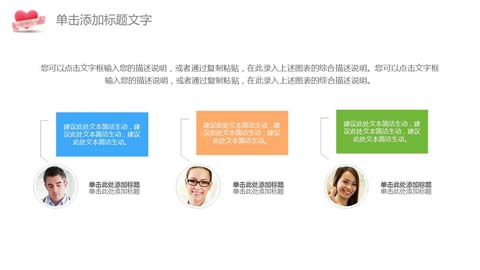 单击添加标题文字
您可以点击文字框输入您的描述说明，或者通过复制粘贴，在此录入上述图表的综合描述说明。您可以点击文字框
输入您的描述说明，或者通过复制粘贴，在此录入上述图表的综合描述说明。
建议此处文本简洁生动，建
议此处文本简洁生动，建议
此处文本简洁生动。
建议此处文本简洁生动，建
议此处文本简洁生动，建议
此处文本简洁生动。
建议此处文本简洁生动，建
议此处文本简洁生动，建议
此处文本简洁生动。
单击此处添加标题
单击此处添加标题
单击此处添加标题
单击此处添加标题
单击此处添加标题
单击此处添加标题